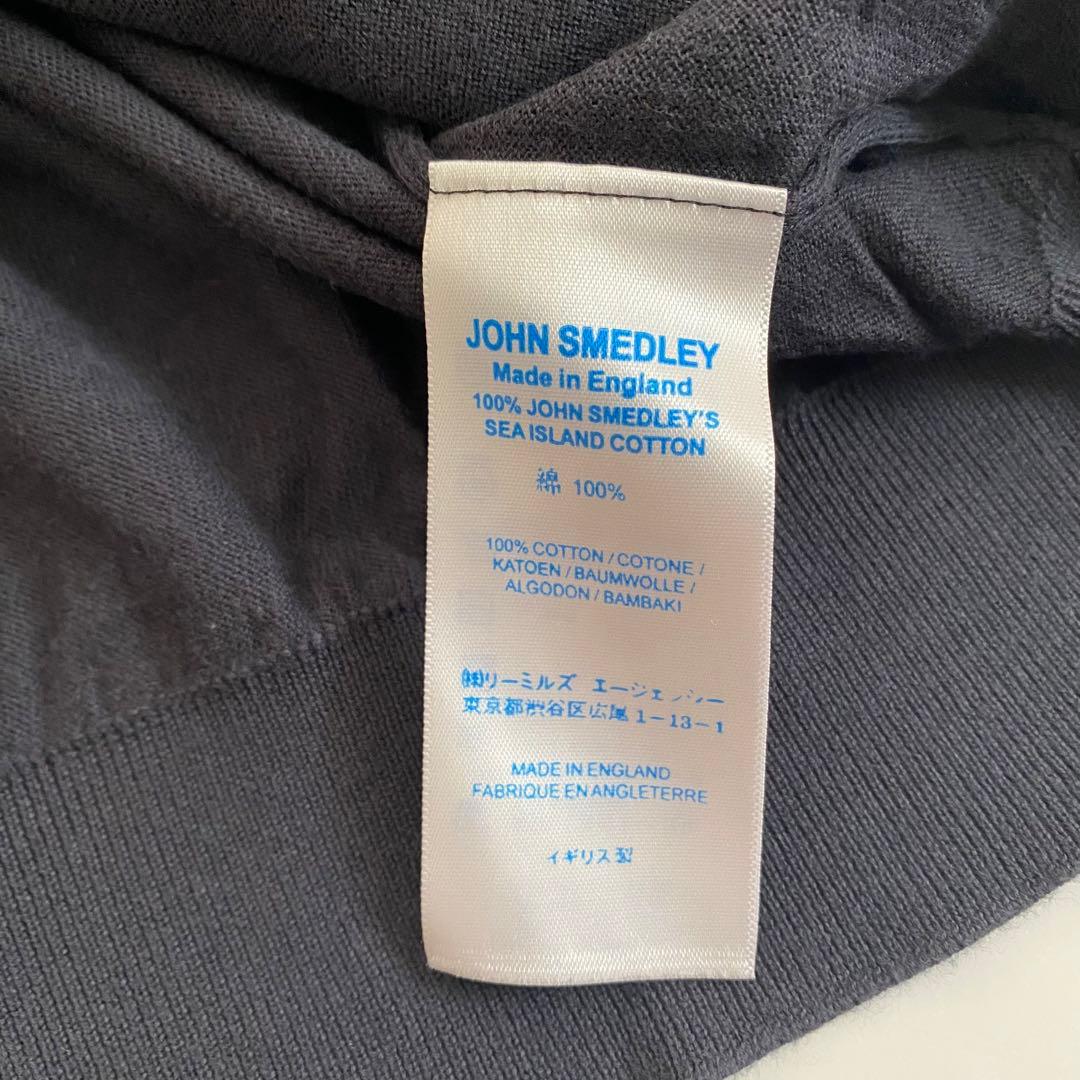 JOHN SMEDLEY
Made in England
100% JOHN SMEDLEY'S
SEA ISLAND COTTON
綿 100%
100% COTTON / COTONE /
KATOEN / BAUMWOLLE /
ALGODON / BAMBAKI
㈱リーミルズ エージェンシー
東京都渋谷区広尾 1-13-1
MADE IN ENGLAND
FABRIQUE EN ANGLETERRE
イギリス製